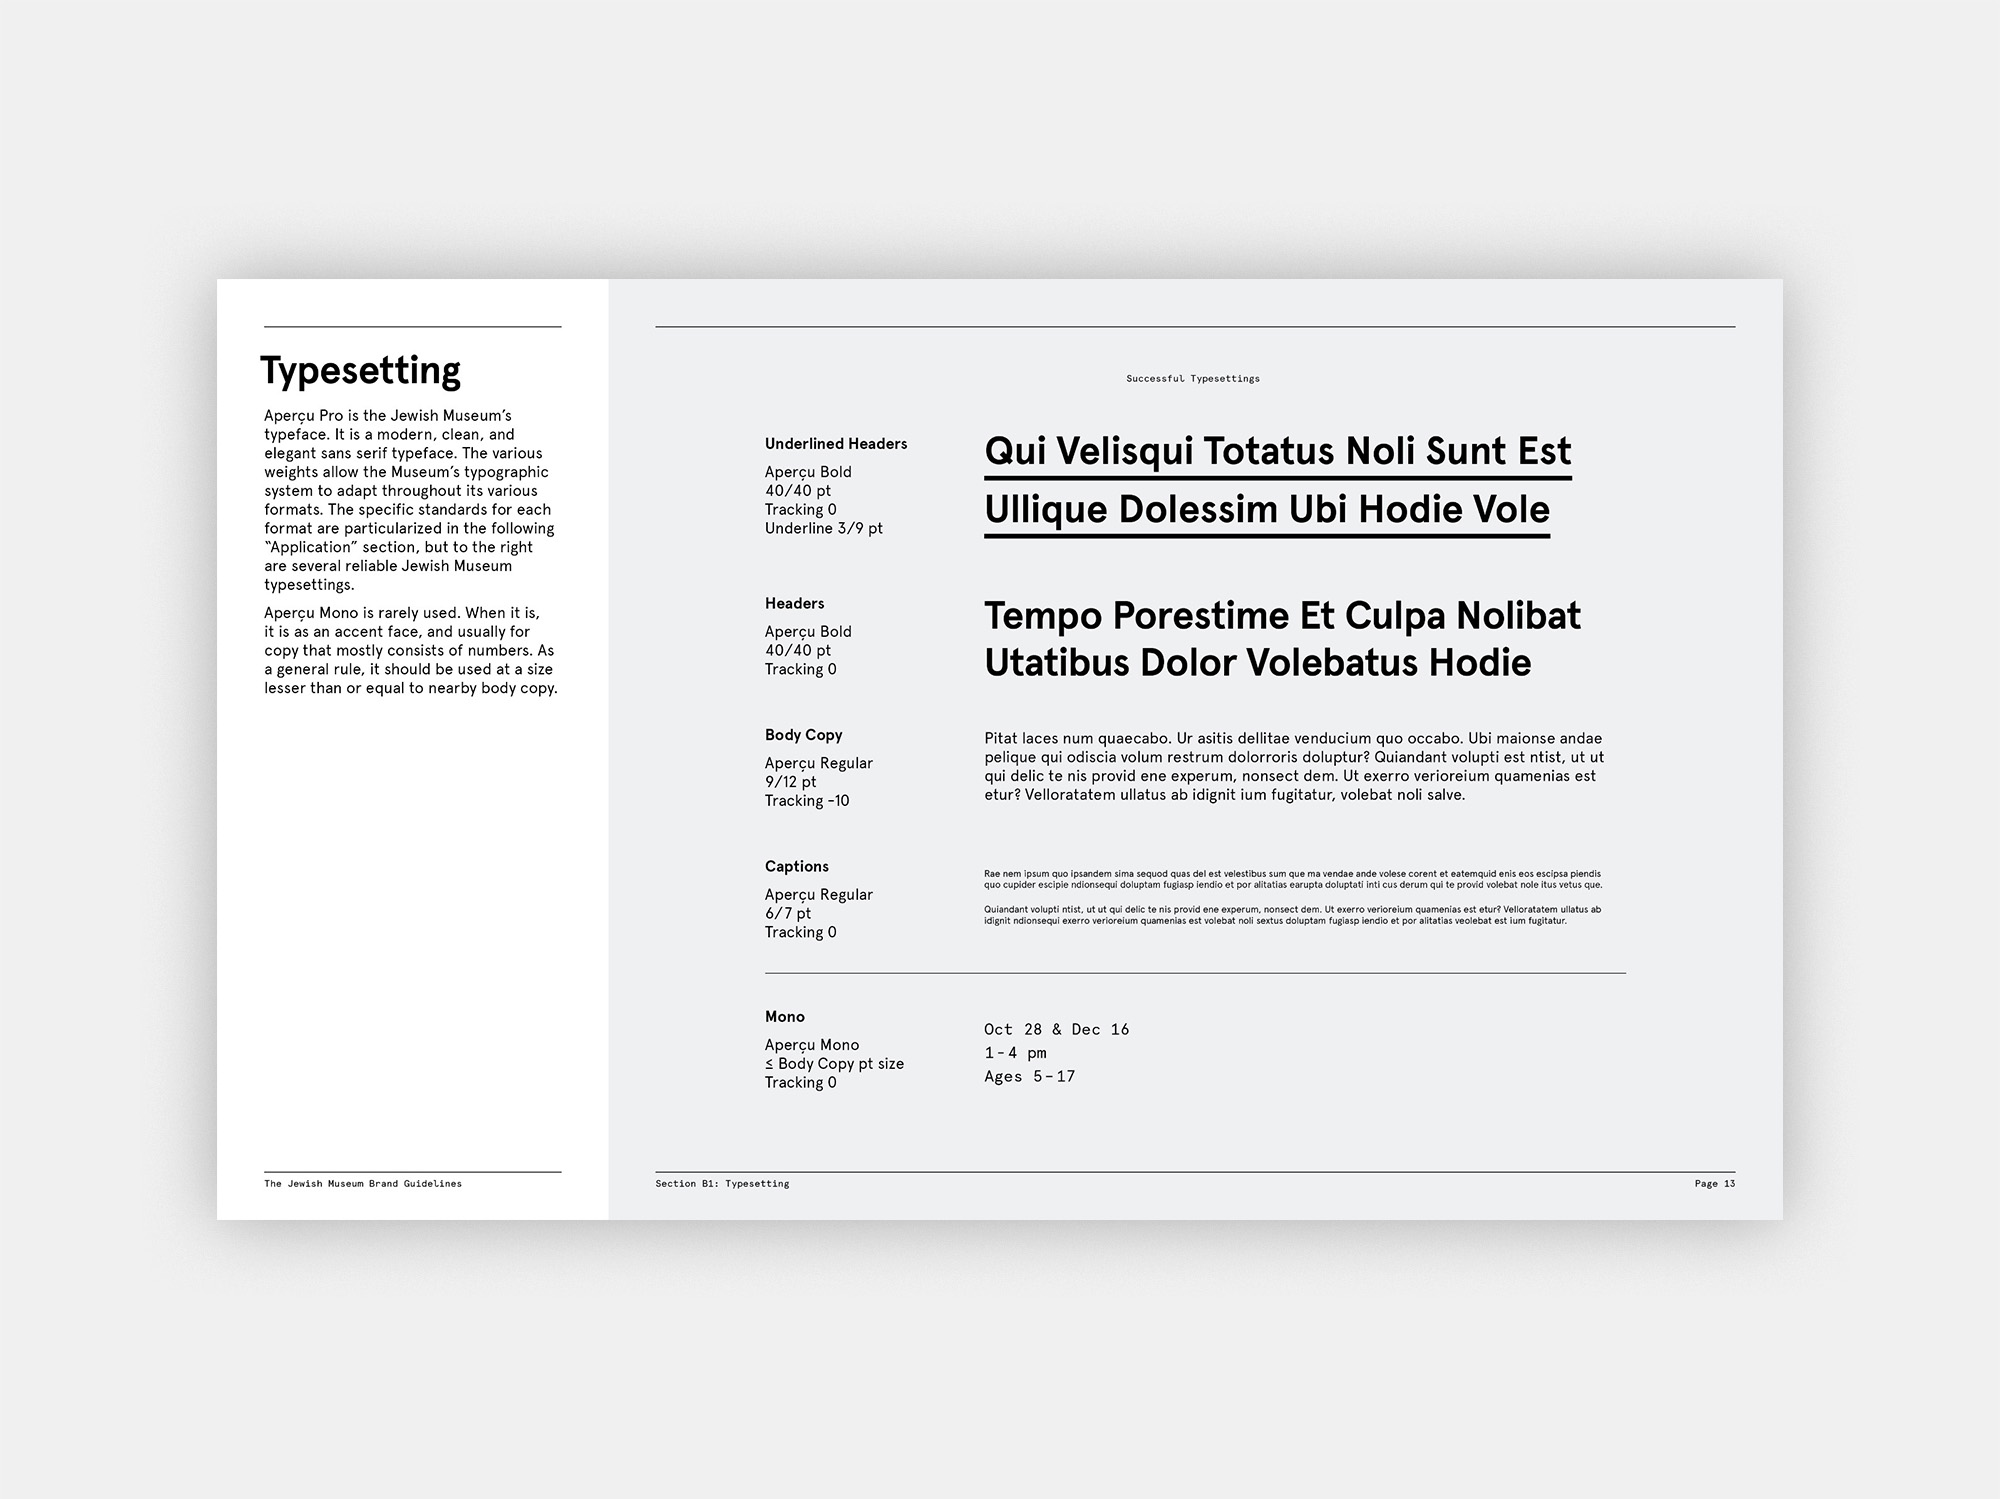 Typesetting
Aperçu Pro is the Jewish Museum’s
typeface. It is a modern, clean, and
elegant sans serif typeface. The various
weights allow the Museum’s typographic
system to adapt throughout its various
formats. The specific standards for each
format are particularized in the following
“Application” section, but to the right
are several reliable Jewish Museum
typesettings.
Aperçu Mono is rarely used. When it is,
it is as an accent face, and usually for
copy that mostly consists of numbers. As
a general rule, it should be used at a size
lesser than or equal to nearby body copy.
The Jewish Museum Brand Guidelines
Successful Typesettings
Underlined Headers
Aperçu Bold
40/40 pt
Tracking 0
Underline 3/9 pt
Qui Velisqui Totatus Noli Sunt Est
Ullique Dolessim Ubi Hodie Vole
Headers
Aperçu Bold
40/40 pt
Tracking 0
Tempo Porestime Et Culpa Nolibat
Utatibus Dolor Volebatus Hodie
Body Copy
Aperçu Regular
9/12 pt
Tracking -10
Pitat laces num quaecabo. Ur asitis dellitae venducium quo occabo. Ubi maionse andae
pelique qui odiscia volum restrum dolorroris doluptur? Quiandant volupti est ntist, ut ut
qui delic te nis provid ene experum, nonsect dem. Ut exerro verioreium quamenias est
etur? Velloratatem ullatus ab idignit ium fugitatur, volebat noli salve.
Captions
Aperçu Regular
6/7 pt
Tracking 0
Rae nem ipsum quo ipsandem sima sequod quas del est velestibus sum que ma vendae ande volese corent et eatemquid enis eos escipsa piendis
quo cupider escipie ndionsequi doluptam fugiasp iendio et por alitatias earupta doluptati inti cus derum qui te provid volebat nole itus vetus que.
Quiandant volupti ntist, ut ut qui delic te nis provid ene experum, nonsect dem. Ut exerro verioreium quamenias est etur? Velloratatem ullatus ab
idignit ndionsequi exerro verioreium quamenias est volebat noli sextus doluptam fugiasp iendio et por alitatias veolebat est ium fugitatur.
Mono
Aperçu Mono
≤ Body Copy pt size
Tracking 0
Oct 28 & Dec 16
1-4 pm
Ages 5-17
Section B1: Typesetting
Page 13